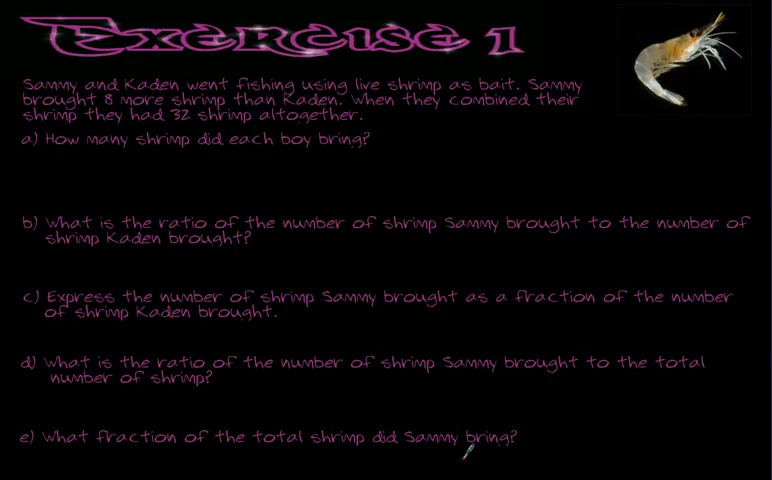 Exercise 1
Sammy and Kaden went fishing using live shrimp as bait. Sammy
brought 8 more shrimp than Kaden. When they combined their
shrimp they had 32 shrimp altogether.
a) How many shrimp did each boy bring?
b) What is the ratio of the number of shrimp Sammy brought to the number of
shrimp Kaden brought?
c) Express the number of shrimp Sammy brought as a fraction of the number
of shrimp Kaden brought.
d) What is the ratio of the number of shrimp Sammy brought to the total
number of shrimp?
e) What fraction of the total shrimp did Sammy bring?